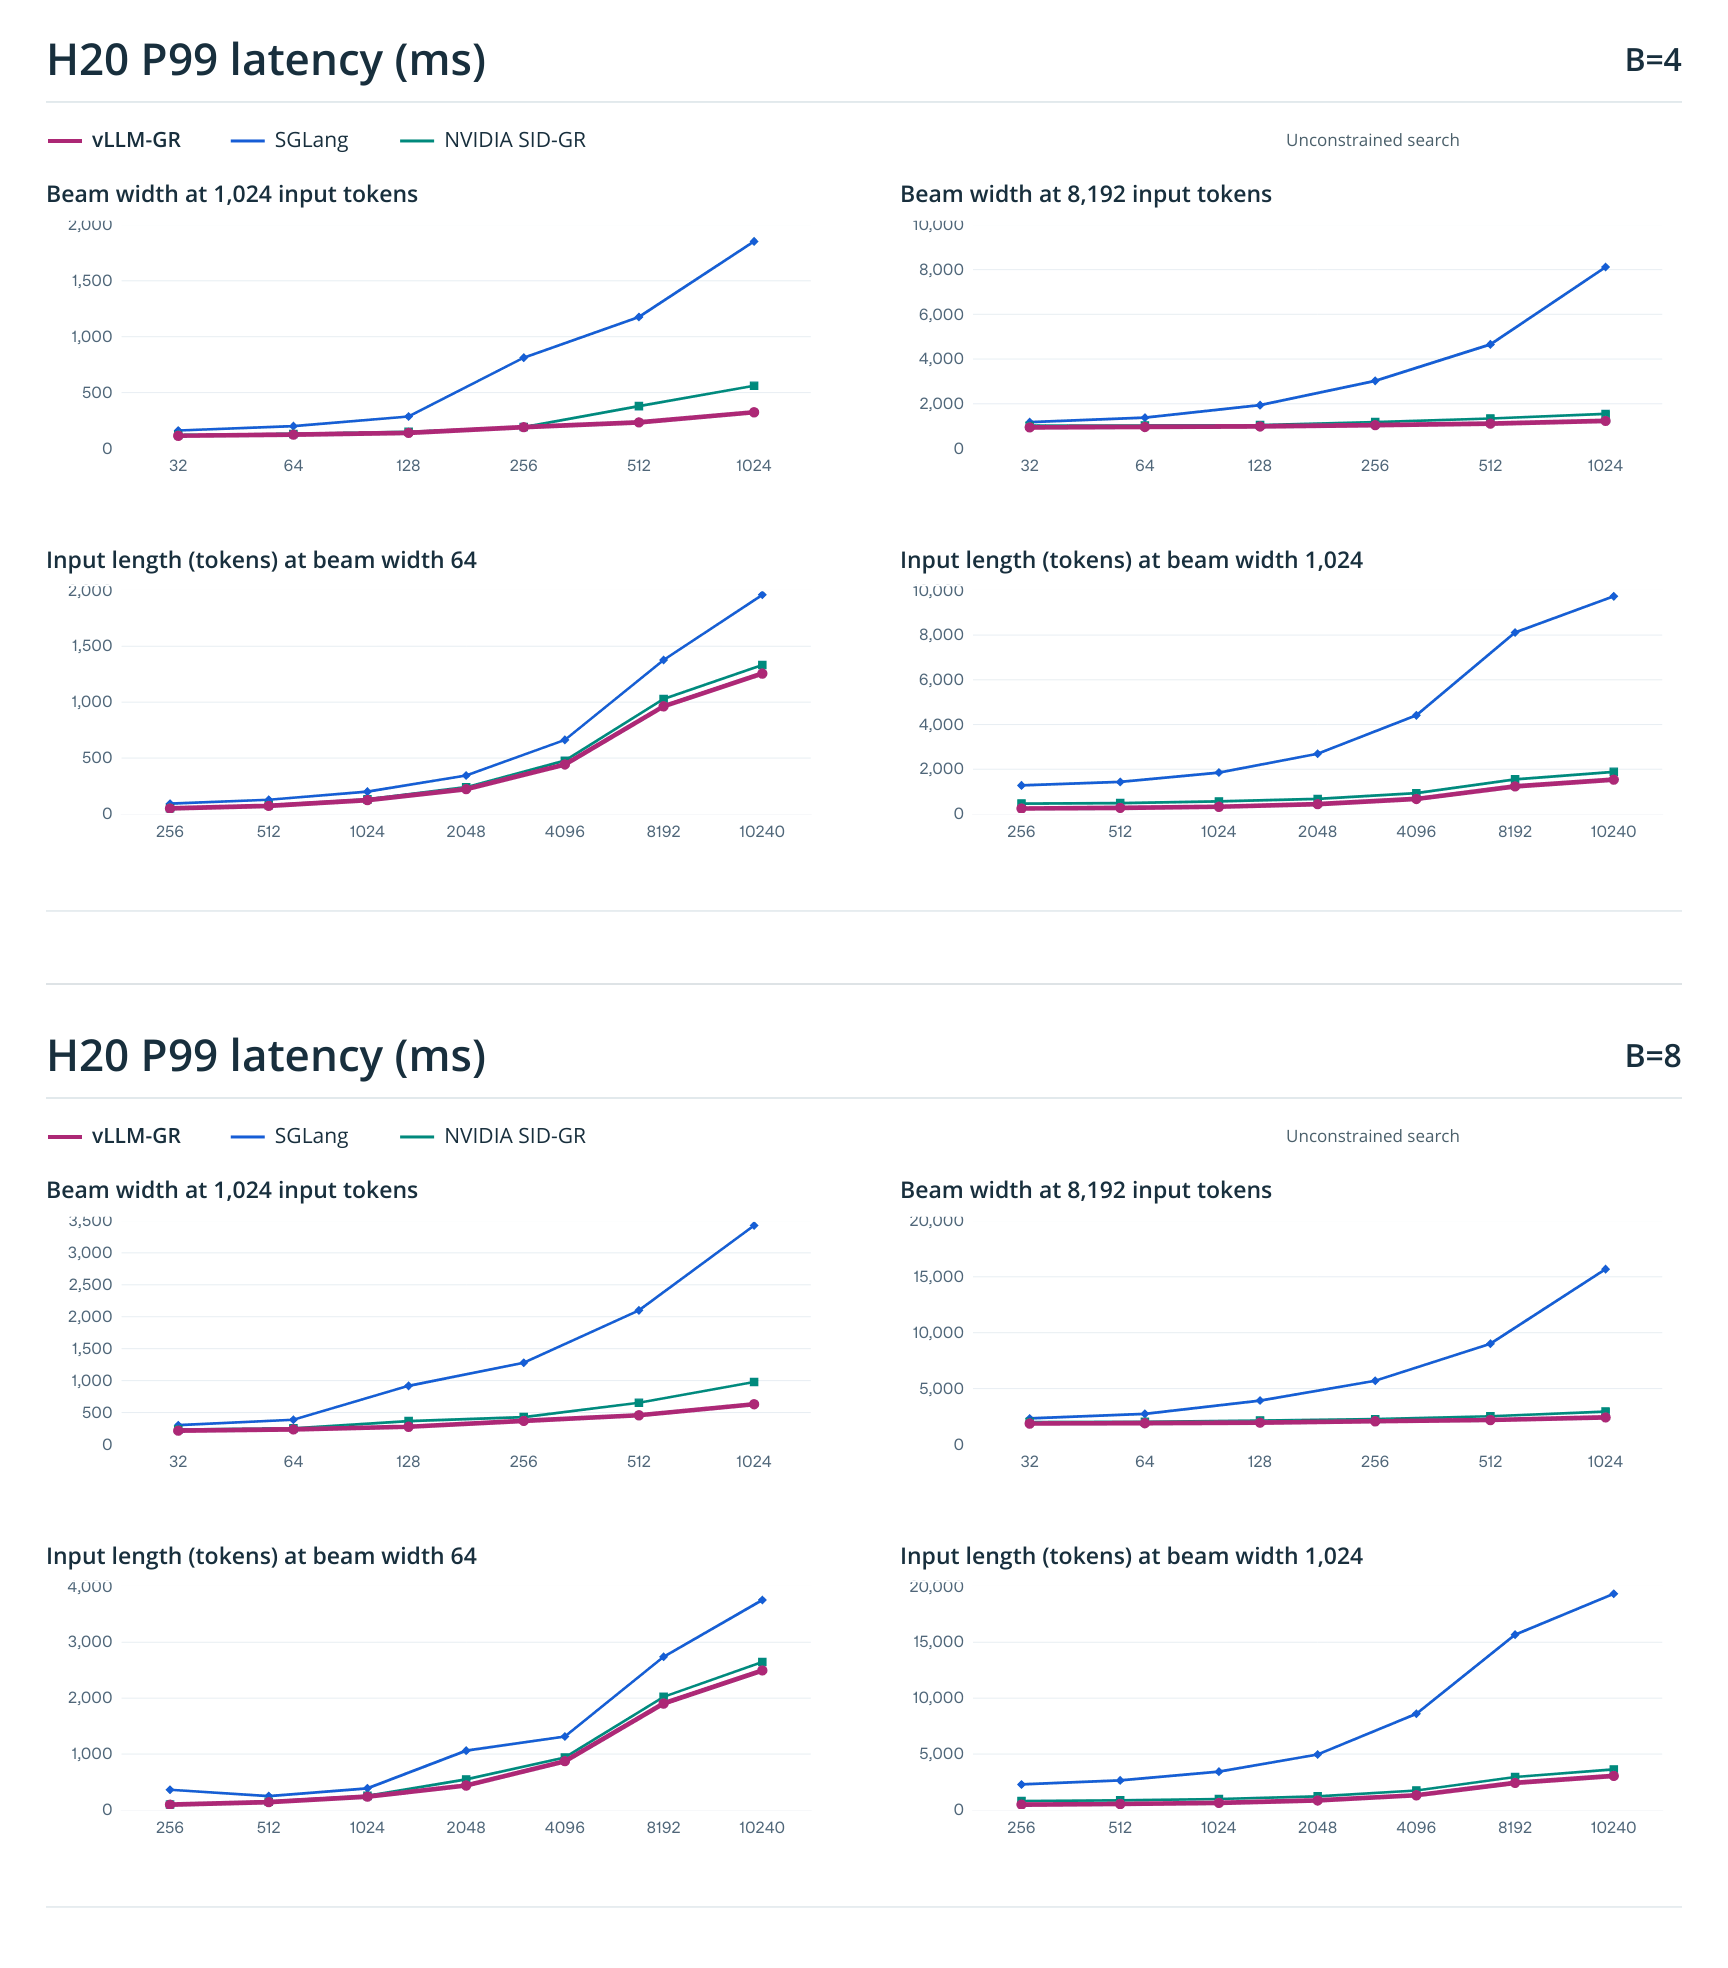 H20 P99 latency (ms)
B=4
vLLM-GR SGLang NVIDIA SID-GR
Unconstrained search
Beam width at 1,024 input tokens
2,000
1,500
1,000
500
0
32 64 128 256 512 1024
Beam width at 8,192 input tokens
10,000
8,000
6,000
4,000
2,000
0
32 64 128 256 512 1024
Input length (tokens) at beam width 64
2,000
1,500
1,000
500
0
256 512 1024 2048 4096 8192 10240
Input length (tokens) at beam width 1,024
10,000
8,000
6,000
4,000
2,000
0
256 512 1024 2048 4096 8192 10240
H20 P99 latency (ms)
B=8
vLLM-GR SGLang NVIDIA SID-GR
Unconstrained search
Beam width at 1,024 input tokens
3,500
3,000
2,500
2,000
1,500
1,000
500
0
32 64 128 256 512 1024
Beam width at 8,192 input tokens
20,000
15,000
10,000
5,000
0
32 64 128 256 512 1024
Input length (tokens) at beam width 64
4,000
3,000
2,000
1,000
0
256 512 1024 2048 4096 8192 10240
Input length (tokens) at beam width 1,024
20,000
15,000
10,000
5,000
0
256 512 1024 2048 4096 8192 10240